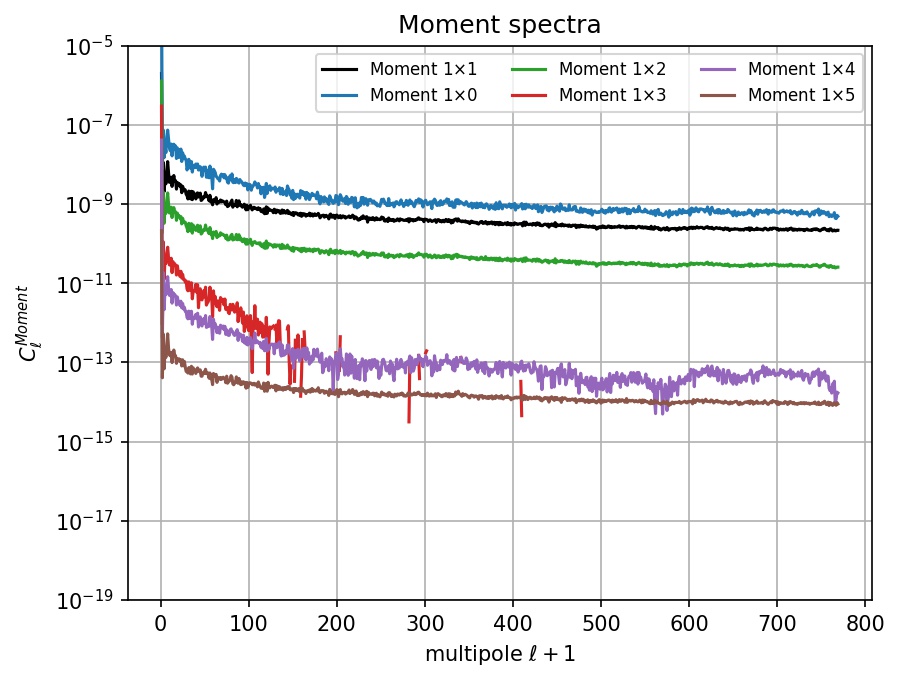 Moment spectra
Moment 1×1
Moment 1×0
Moment 1×2
Moment 1×3
Moment 1×4
Moment 1×5
10⁻⁵
10⁻⁷
10⁻⁹
10⁻¹¹
10⁻¹³
10⁻¹⁵
10⁻¹⁷
10⁻¹⁹
C_ℓ^Moment
0 100 200 300 400 500 600 700 800
multipole ℓ + 1